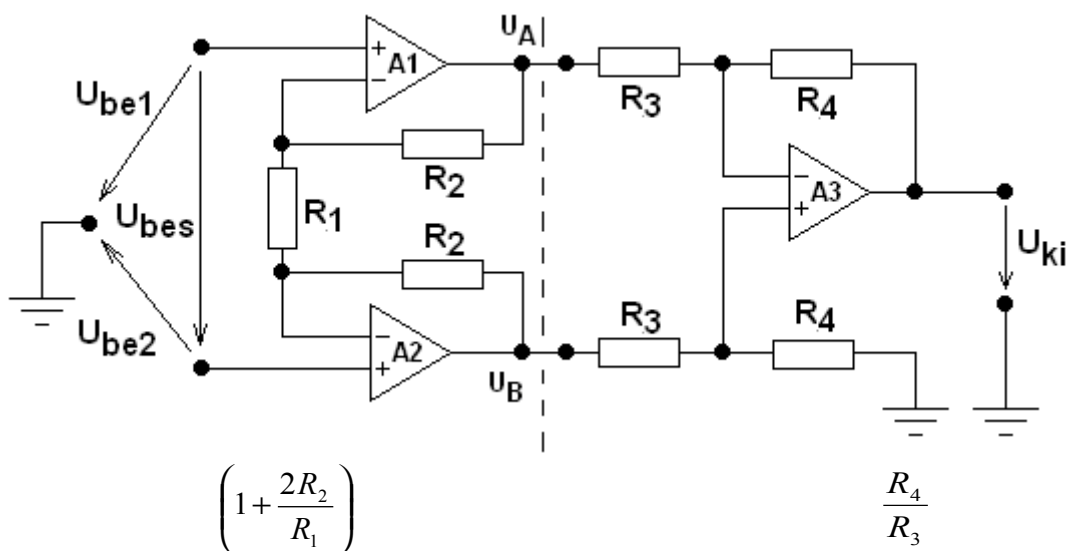 U_A
A1
+
−
R_3
R_4
U_be1
R_2
−
A3
+
U_bes
R_1
U_ki
R_2
R_3
R_4
U_be2
−
A2
+
U_B
(1 + 2R_2 / R_1)
R_4 / R_3